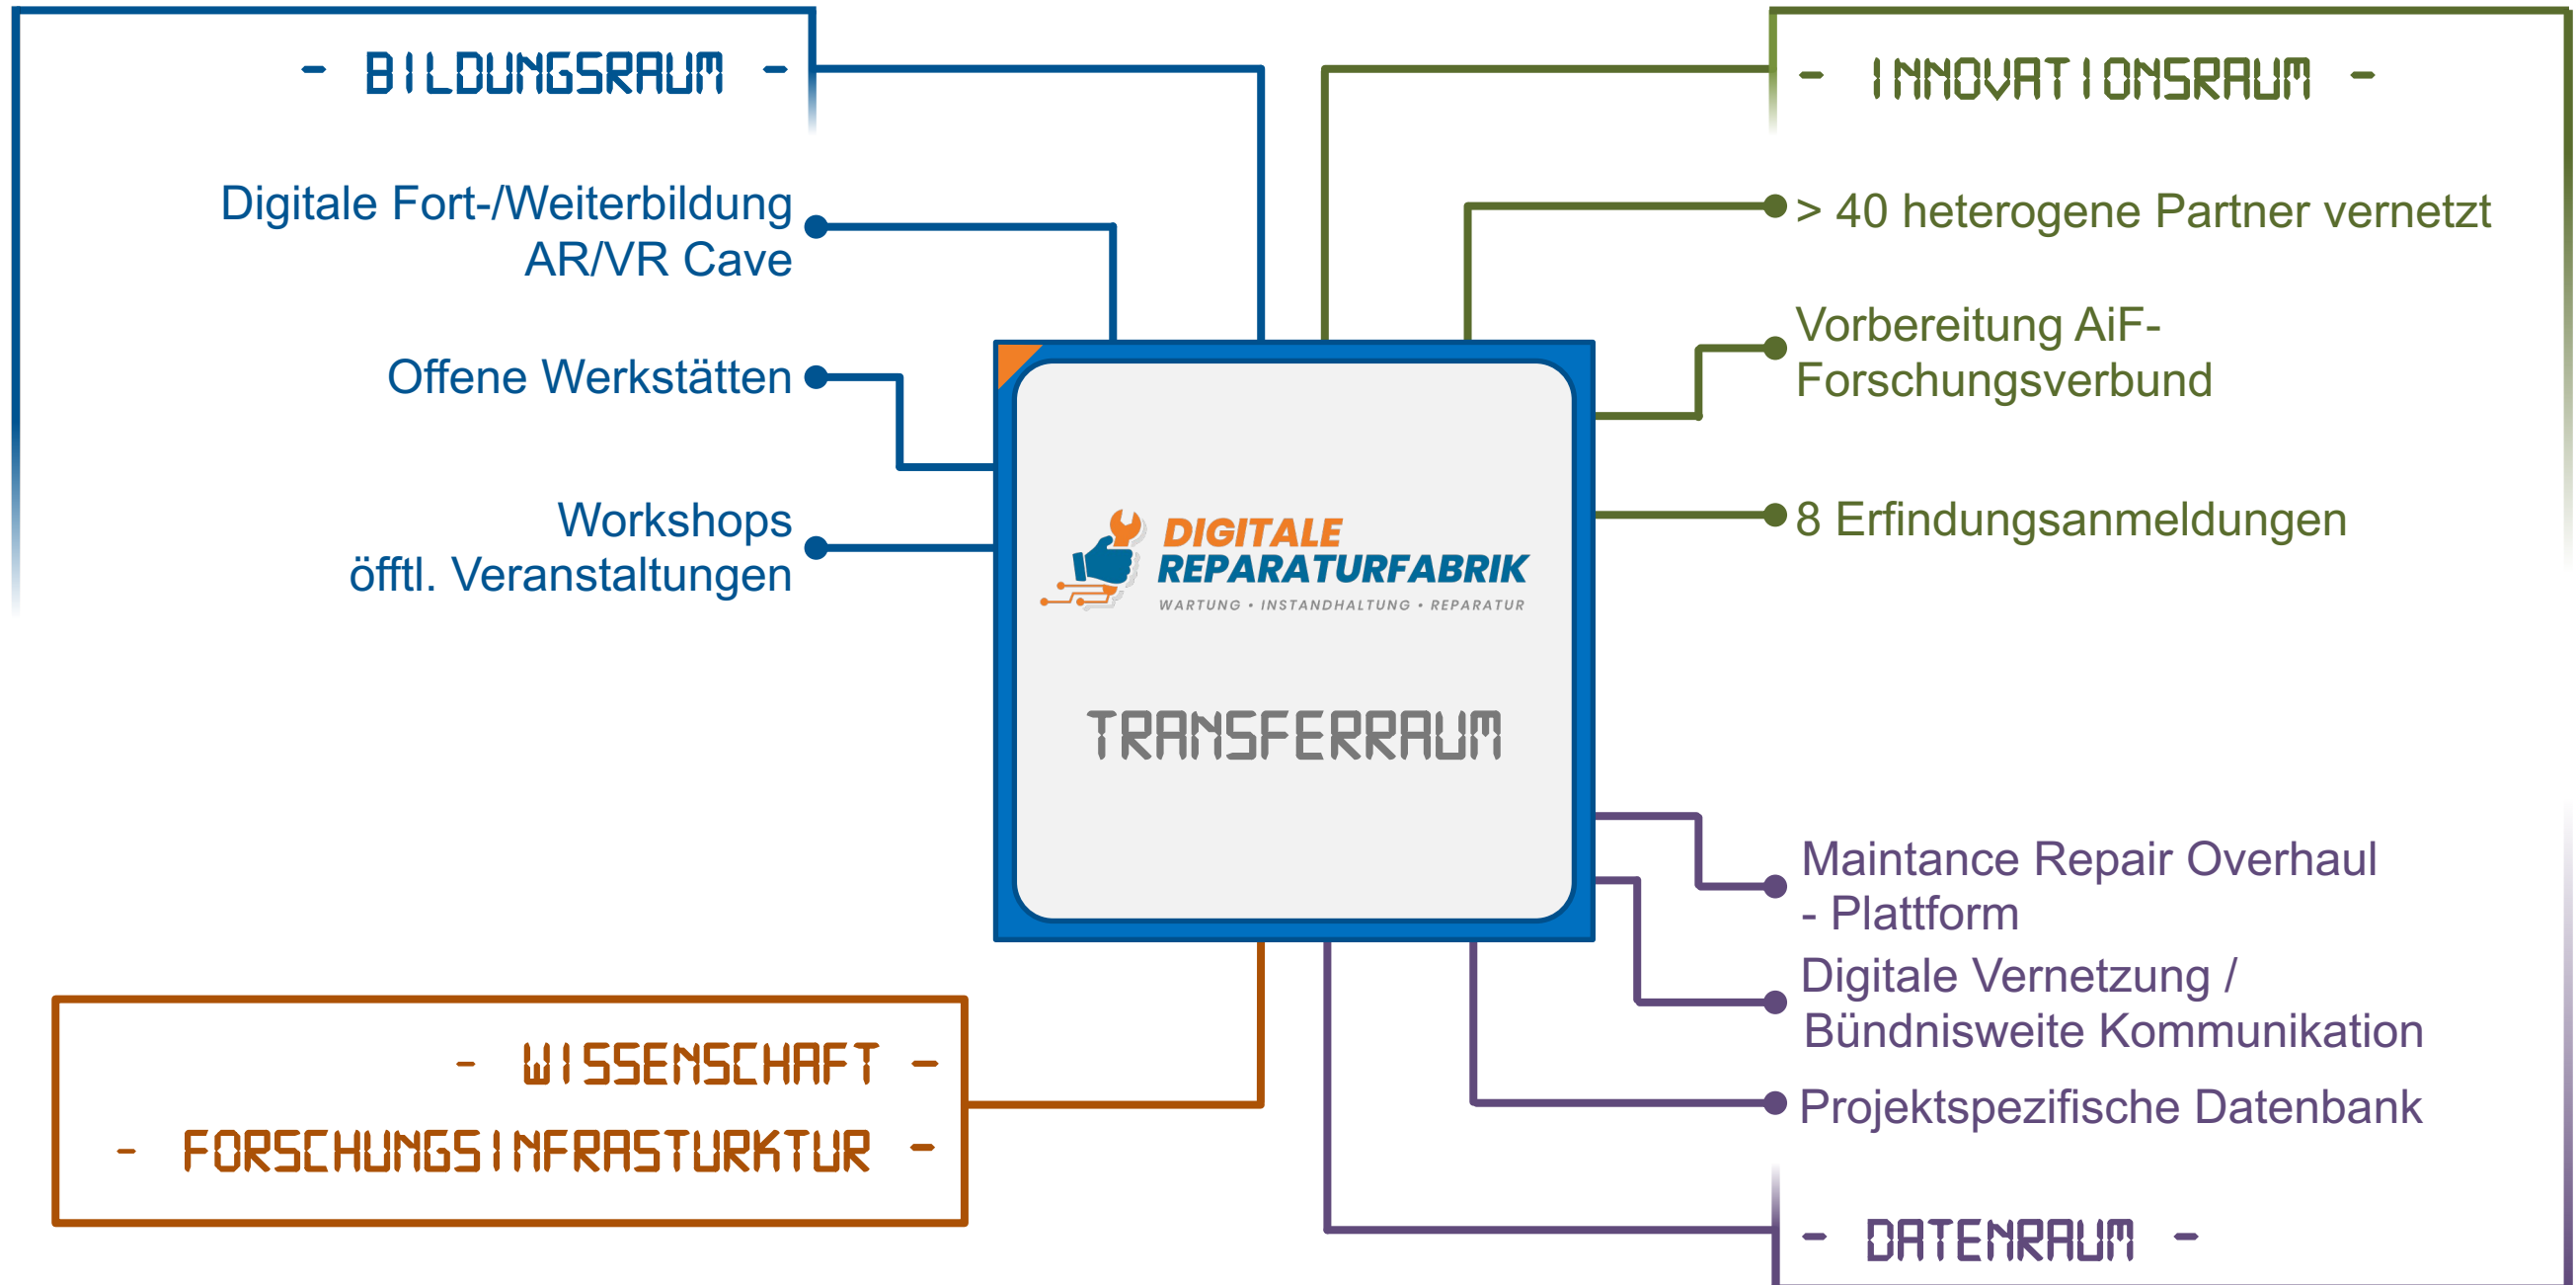 - BILDUNGSRAUM -
Digitale Fort-/Weiterbildung
AR/VR Cave
Offene Werkstätten
Workshops
öfftl. Veranstaltungen
- INNOVATIONSRAUM -
> 40 heterogene Partner vernetzt
Vorbereitung AiF-
Forschungsverbund
8 Erfindungsanmeldungen
DIGITALE
REPARATURFABRIK
WARTUNG • INSTANDHALTUNG • REPARATUR
TRANSFERRAUM
- WISSENSCHAFT -
- FORSCHUNGSINFRASTURKTUR -
Maintance Repair Overhaul
- Plattform
Digitale Vernetzung /
Bündnisweite Kommunikation
Projektspezifische Datenbank
- DATENRAUM -